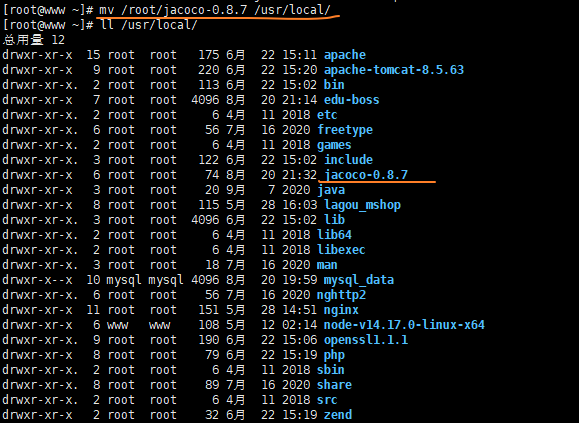 [root@www ~]# mv /root/jacoco-0.8.7 /usr/local/
[root@www ~]# ll /usr/local/
总用量 12
drwxr-xr-x 15 root root 175 6月 22 15:11 apache
drwxr-xr-x 9 root root 220 6月 22 15:20 apache-tomcat-8.5.63
drwxr-xr-x. 2 root root 113 6月 22 15:02 bin
drwxr-xr-x 7 root root 4096 8月 20 21:14 edu-boss
drwxr-xr-x. 2 root root 6 4月 11 2018 etc
drwxr-xr-x 6 root root 56 7月 16 2020 freetype
drwxr-xr-x. 2 root root 6 4月 11 2018 games
drwxr-xr-x. 3 root root 122 6月 22 15:02 include
drwxr-xr-x 6 root root 74 8月 20 21:32 jacoco-0.8.7
drwxr-xr-x 3 root root 20 9月 7 2020 java
drwxr-xr-x 8 root root 115 5月 28 16:03 lagou_mshop
drwxr-xr-x. 3 root root 4096 6月 22 15:02 lib
drwxr-xr-x. 2 root root 6 4月 11 2018 lib64
drwxr-xr-x. 2 root root 6 4月 11 2018 libexec
drwxr-xr-x. 3 root root 18 7月 16 2020 man
drwxr-x--x 10 mysql mysql 4096 8月 20 19:59 mysql_data
drwxr-xr-x. 6 root root 56 7月 16 2020 nghttp2
drwxr-xr-x 11 root root 151 5月 28 14:51 nginx
drwxr-xr-x 6 www www 108 5月 12 02:14 node-v14.17.0-linux-x64
drwxr-xr-x. 9 root root 190 6月 22 15:06 openssl1.1.1
drwxr-xr-x 8 root root 79 6月 22 15:19 php
drwxr-xr-x. 2 root root 6 4月 11 2018 sbin
drwxr-xr-x. 8 root root 89 7月 16 2020 share
drwxr-xr-x. 2 root root 6 4月 11 2018 src
drwxr-xr-x 2 root root 32 6月 22 15:19 zend